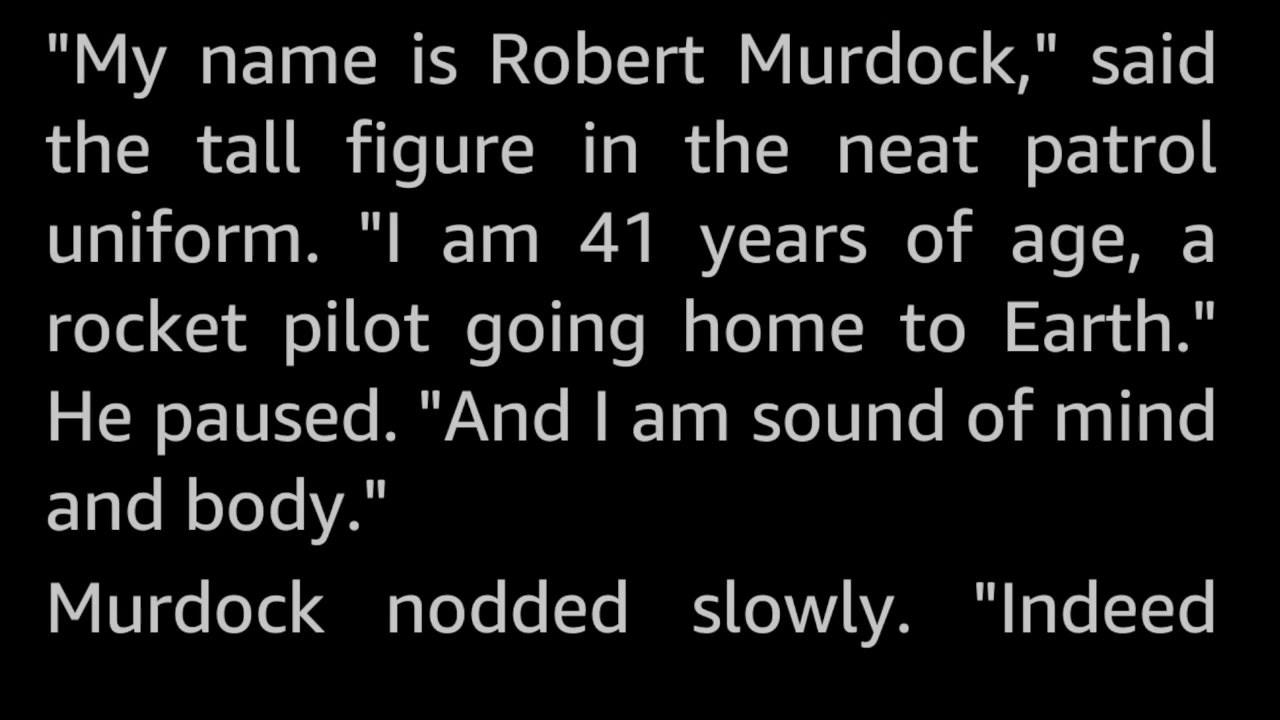 "My name is Robert Murdock," said
the tall figure in the neat patrol
uniform. "I am 41 years of age, a
rocket pilot going home to Earth."
He paused. "And I am sound of mind
and body."
Murdock nodded slowly. "Indeed